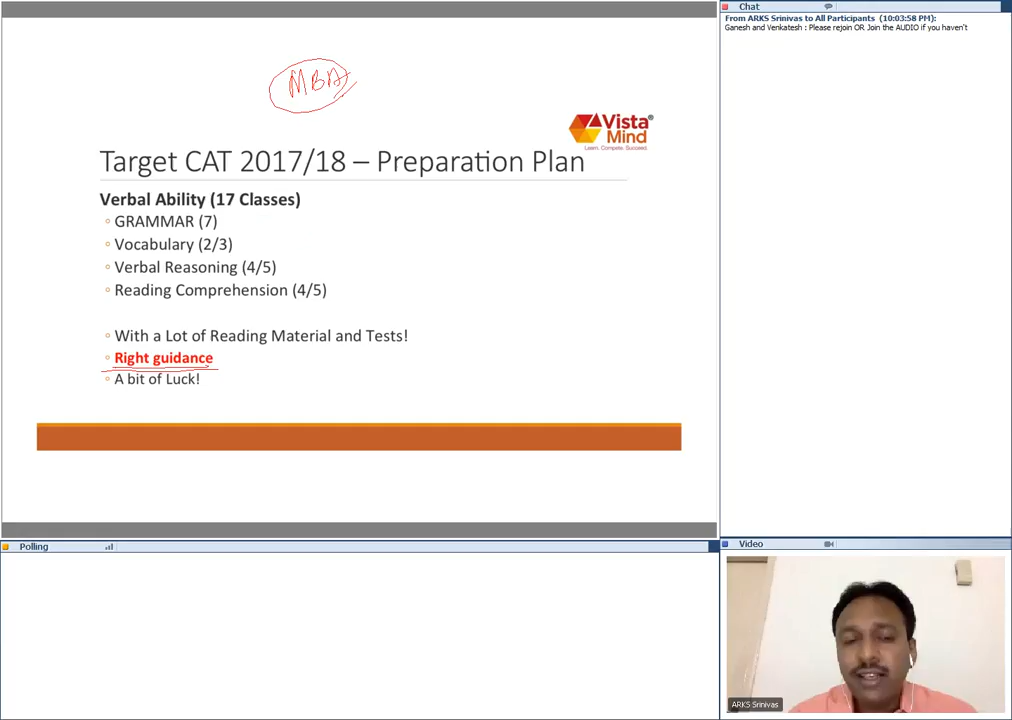 MBA
Vista®
Mind
Learn. Compete. Succeed.
Target CAT 2017/18 – Preparation Plan
Verbal Ability (17 Classes)
◦ GRAMMAR (7)
◦ Vocabulary (2/3)
◦ Verbal Reasoning (4/5)
◦ Reading Comprehension (4/5)
◦ With a Lot of Reading Material and Tests!
◦ Right guidance
◦ A bit of Luck!
Chat
From ARKS Srinivas to All Participants (10:03:58 PM):
Ganesh and Venkatesh : Please rejoin OR Join the AUDIO if you haven't
Polling
Video
ARKS Srinivas